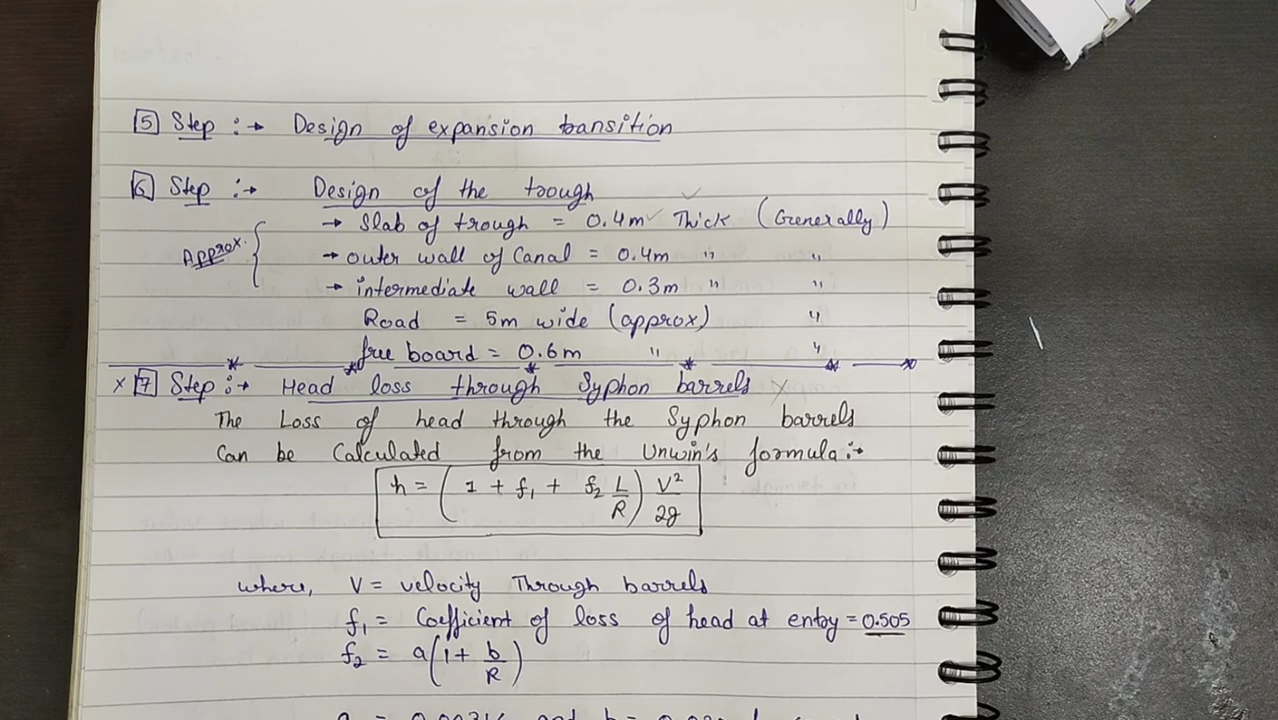 5 Step :→ Design of expansion transition
6 Step :→ Design of the trough
→ Slab of trough = 0.4m Thick (Generally)
Approx. → outer wall of Canal = 0.4m " "
→ intermediate wall = 0.3m " "
Road = 5m wide (approx) "
free board = 0.6m " "
x 7 Step :→ Head loss through Syphon barrels x
The Loss of head through the Syphon barrels
Can be Calculated from the Unwin's formula :→
h = ( 1 + f₁ + f₂ L/R ) V²/2g
where, V = velocity Through barrels
f₁ = Coefficient of loss of head at entry = 0.505
f₂ = a(1 + b/R)